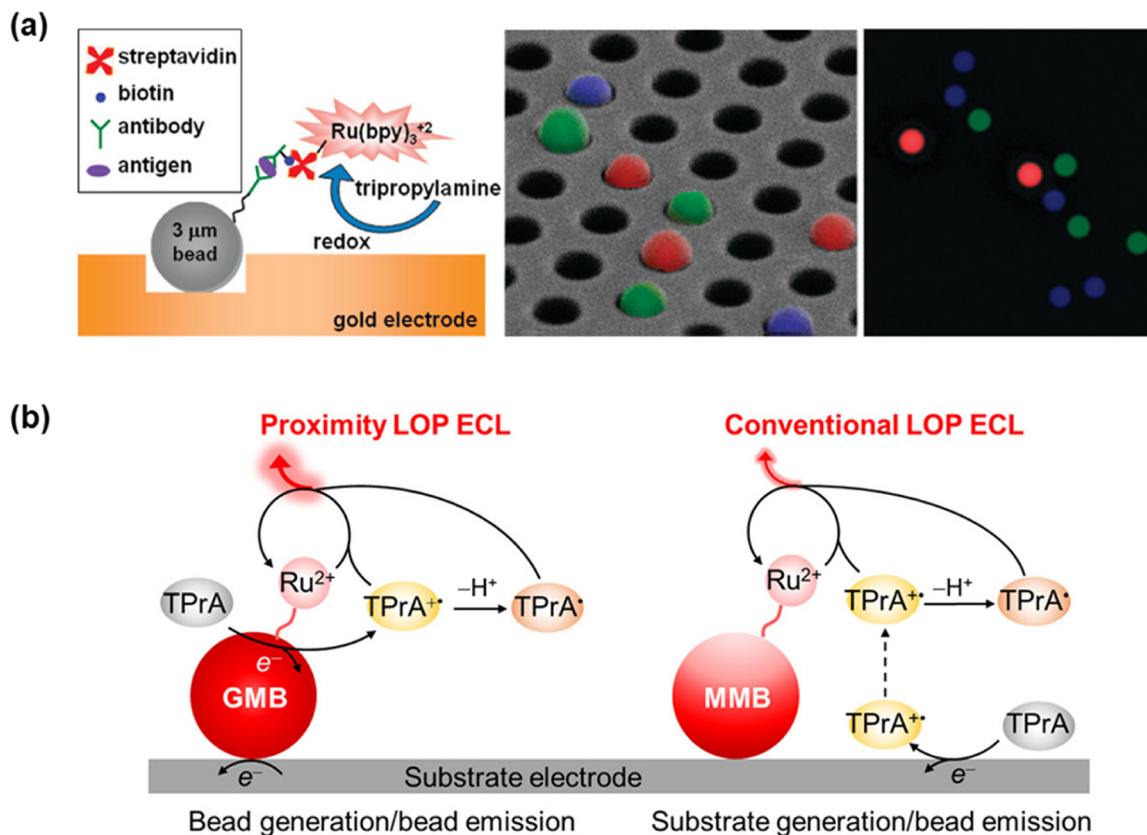 (a)
streptavidin
biotin
antibody
antigen
Ru(bpy)₃⁺²
tripropylamine
redox
3 μm
bead
gold electrode
(b)
Proximity LOP ECL
Conventional LOP ECL
Ru²⁺
TPrA
TPrA⁺•
–H⁺
TPrA•
e⁻
GMB
e⁻
Ru²⁺
TPrA⁺•
–H⁺
TPrA•
MMB
TPrA⁺•
TPrA
e⁻
Substrate electrode
Bead generation/bead emission
Substrate generation/bead emission